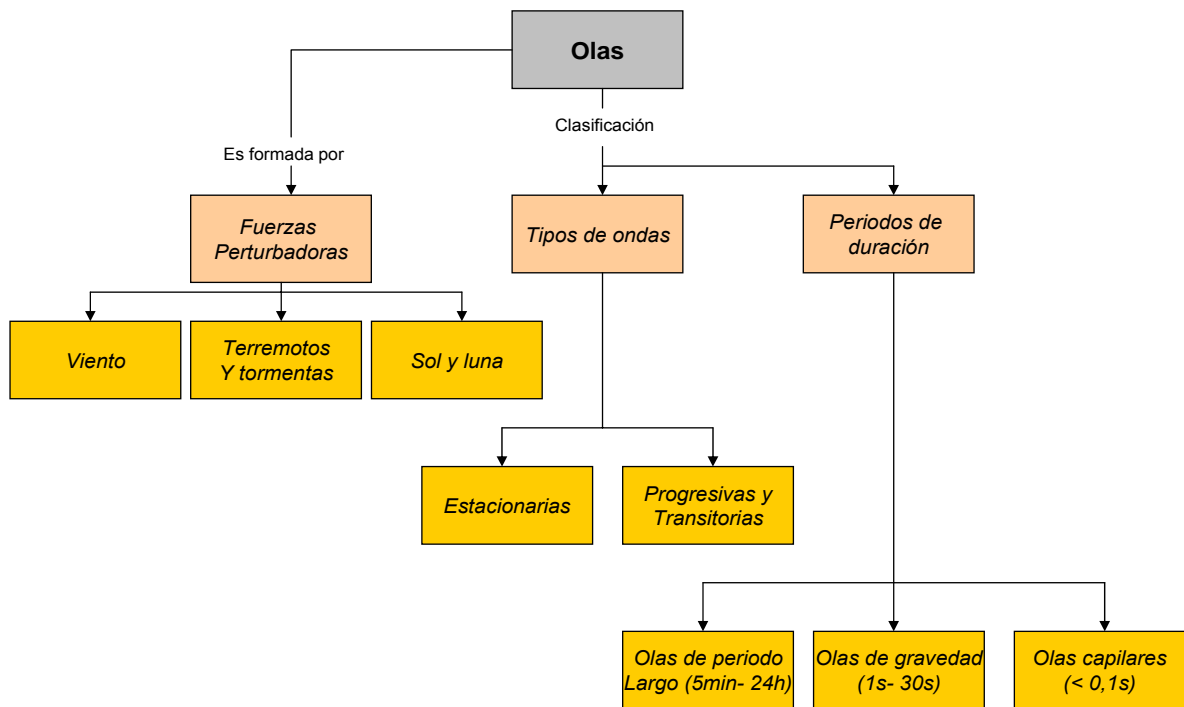 Olas
Clasificación
Es formada por
Fuerzas
Perturbadoras
Tipos de ondas
Periodos de
duración
Viento
Terremotos
Y tormentas
Sol y luna
Estacionarias
Progresivas y
Transitorias
Olas de periodo
Largo (5min- 24h)
Olas de gravedad
(1s- 30s)
Olas capilares
(< 0,1s)